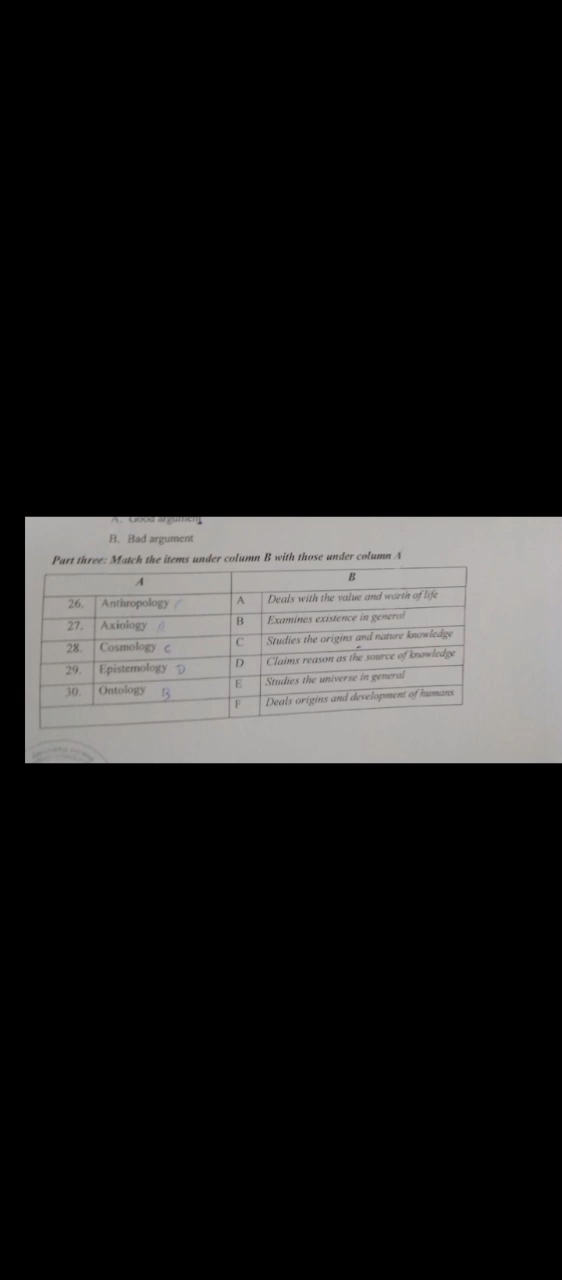 A. Good argument
B. Bad argument
Part three: Match the items under column B with those under column A
A B
26. Anthropology A Deals with the value and worth of life
27. Axiology B Examines existence in general
28. Cosmology C C Studies the origins and nature knowledge
29. Epistemology D D Claims reason as the source of knowledge
30. Ontology B E Studies the universe in general
F Deals origins and development of humans